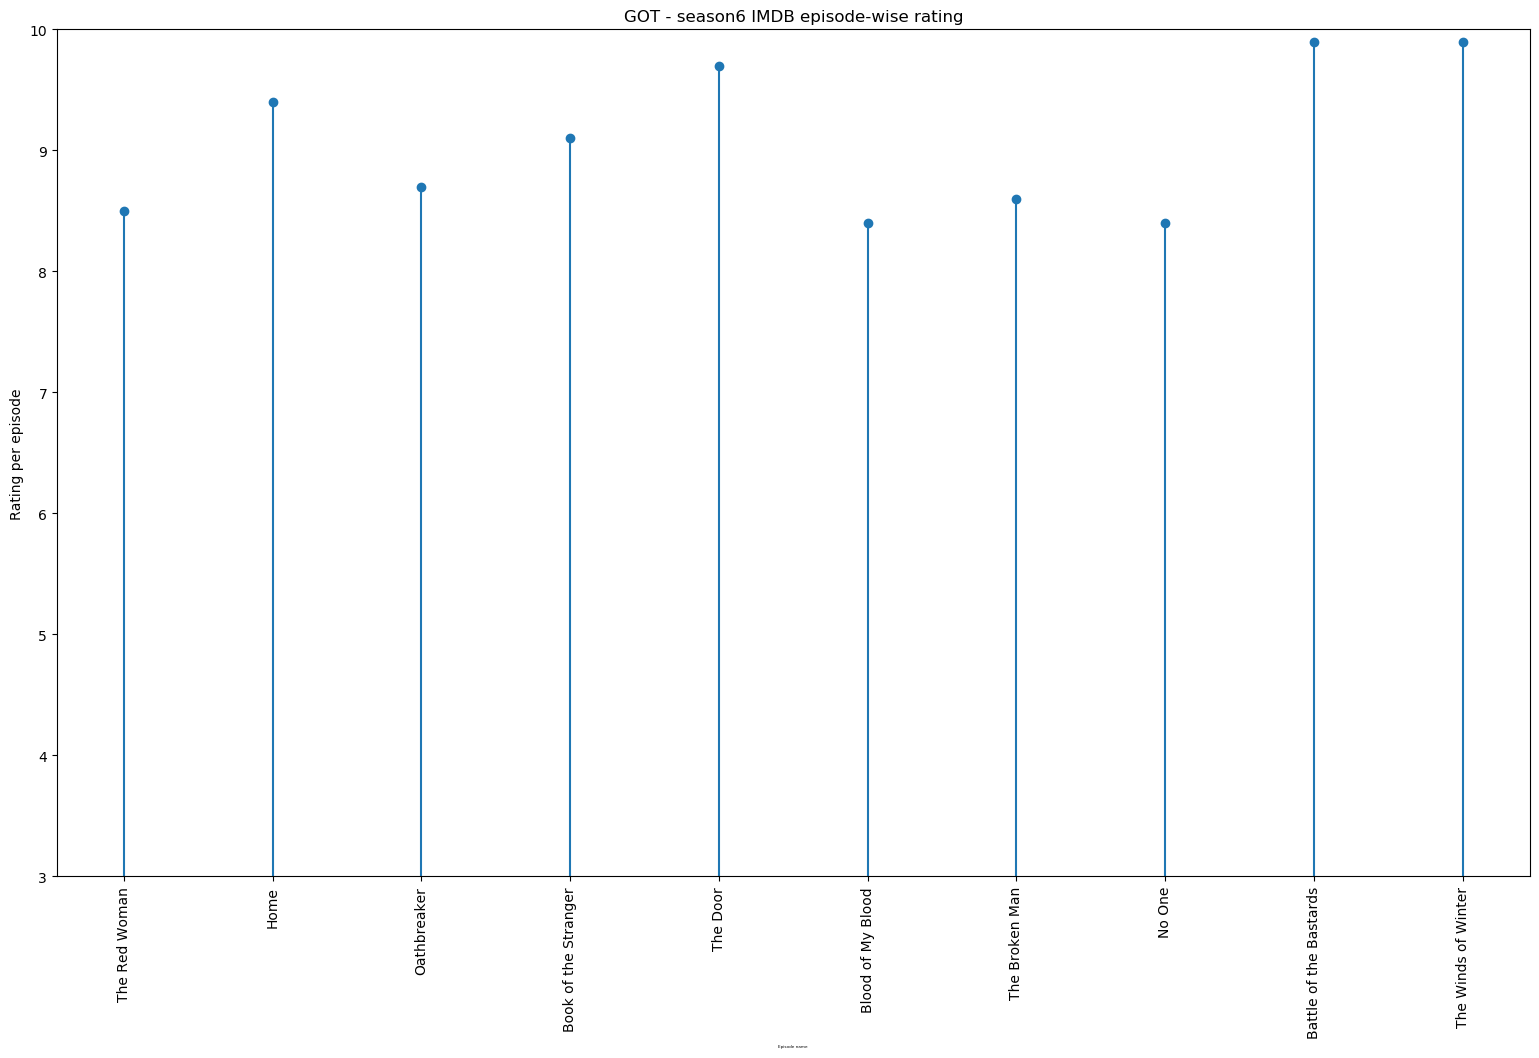 GOT - season6 IMDB episode-wise rating
10
9
8
7
6
5
4
3
Rating per episode
The Red Woman
Home
Oathbreaker
Book of the Stranger
The Door
Blood of My Blood
The Broken Man
No One
Battle of the Bastards
The Winds of Winter
Episode name